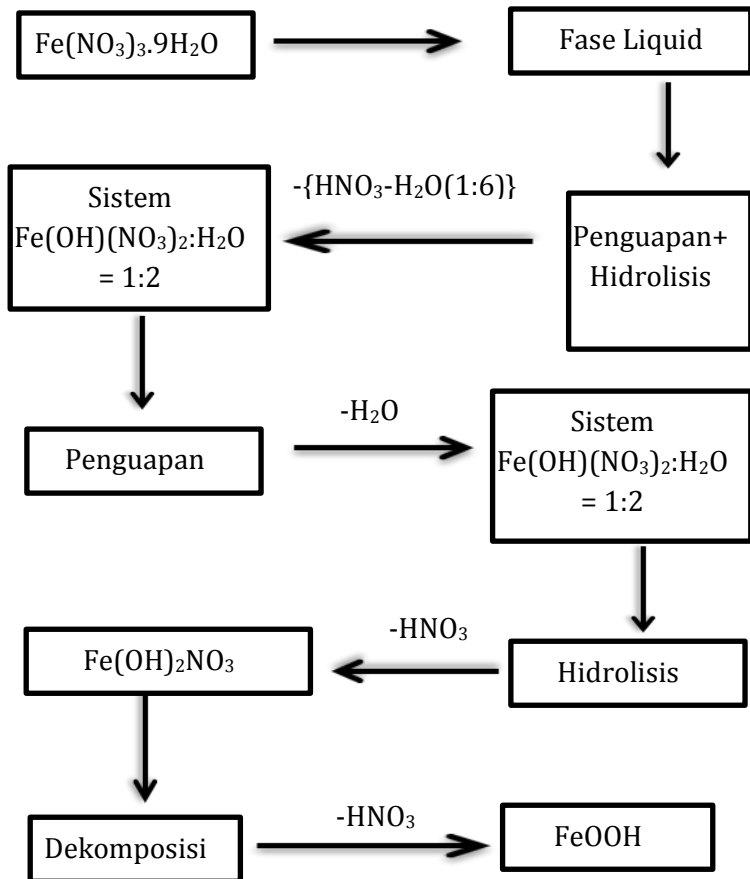 Fe(NO₃)₃.9H₂O
Fase Liquid
-{HNO₃-H₂O(1:6)}
Sistem
Fe(OH)(NO₃)₂:H₂O
= 1:2
Penguapan+
Hidrolisis
Penguapan
-H₂O
Sistem
Fe(OH)(NO₃)₂:H₂O
= 1:2
-HNO₃
Fe(OH)₂NO₃
Hidrolisis
Dekomposisi
-HNO₃
FeOOH